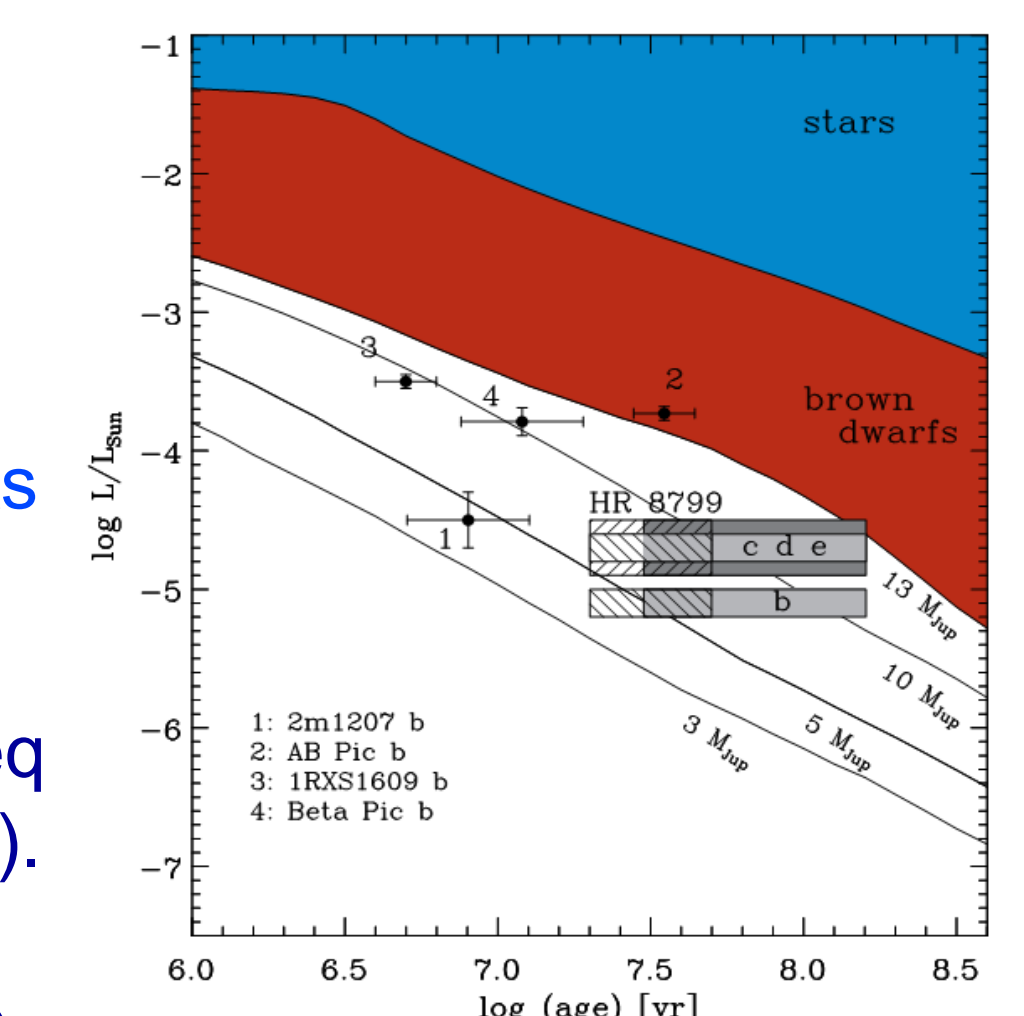 −1
stars
−2
−3
3
4
2
brown
dwarfs
−4
log L/LSun
s
HR 8799
1
c d e
−5
b
13 MJup
10 MJup
5 MJup
3 MJup
−6
1: 2m1207 b
2: AB Pic b
3: 1RXS1609 b
4: Beta Pic b
eq
).
−7
6.0 6.5 7.0 7.5 8.0 8.5
log (age) [yr]